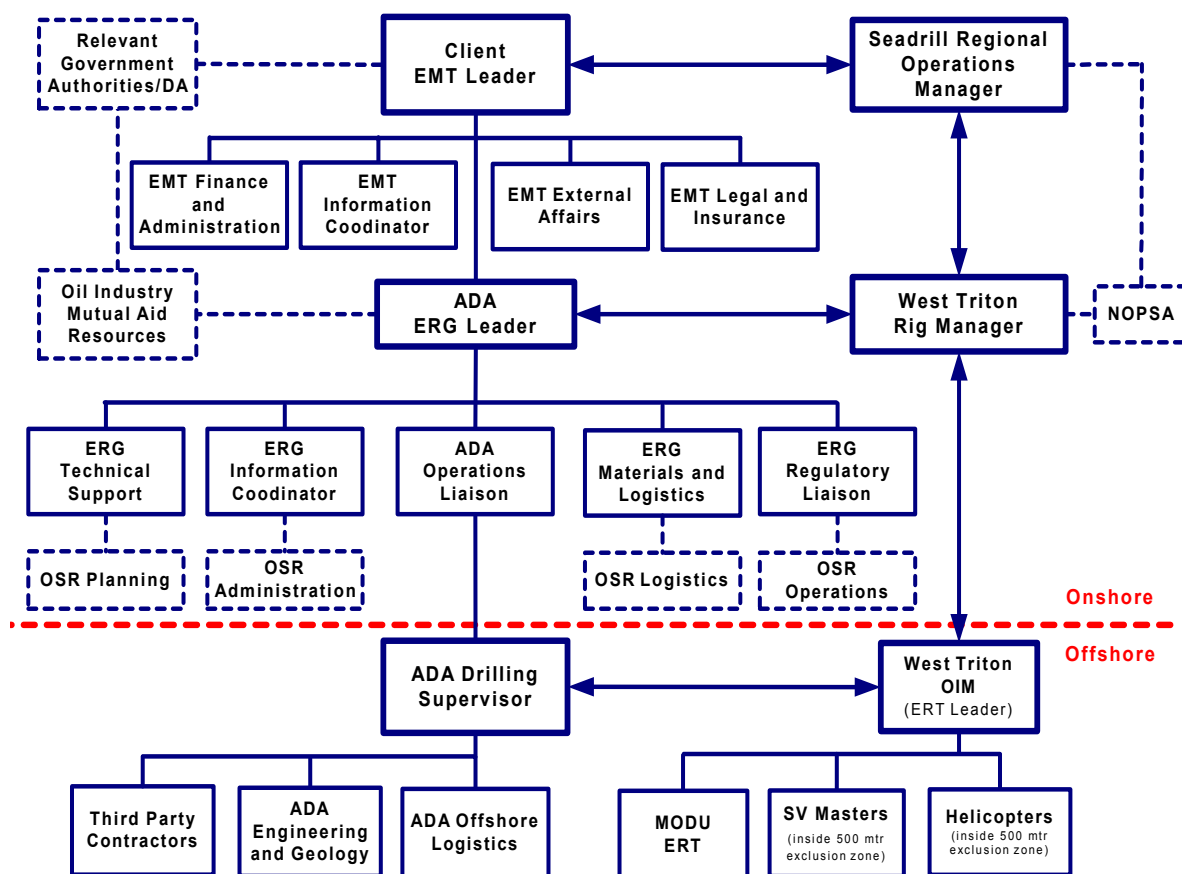 Relevant
Government
Authorities/DA
Client
EMT Leader
Seadrill Regional
Operations
Manager
EMT Finance
and
Administration
EMT
Information
Coodinator
EMT External
Affairs
EMT Legal and
Insurance
Oil Industry
Mutual Aid
Resources
ADA
ERG Leader
West Triton
Rig Manager
NOPSA
ERG
Technical
Support
ERG
Information
Coodinator
ADA
Operations
Liaison
ERG
Materials and
Logistics
ERG
Regulatory
Liaison
OSR Planning
OSR
Administration
OSR Logistics
OSR
Operations
Onshore
Offshore
ADA Drilling
Supervisor
West Triton
OIM
(ERT Leader)
Third Party
Contractors
ADA
Engineering
and Geology
ADA Offshore
Logistics
MODU
ERT
SV Masters
(inside 500 mtr
exclusion zone)
Helicopters
(inside 500 mtr
exclusion zone)